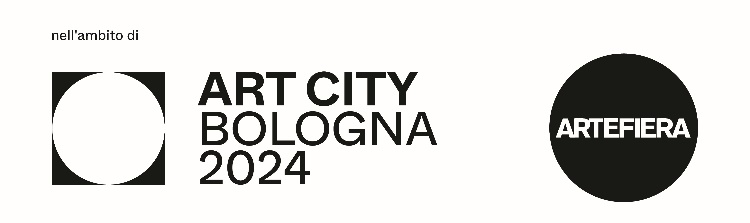 nell'ambito di
ART CITY
BOLOGNA
2024
ARTEFIERA